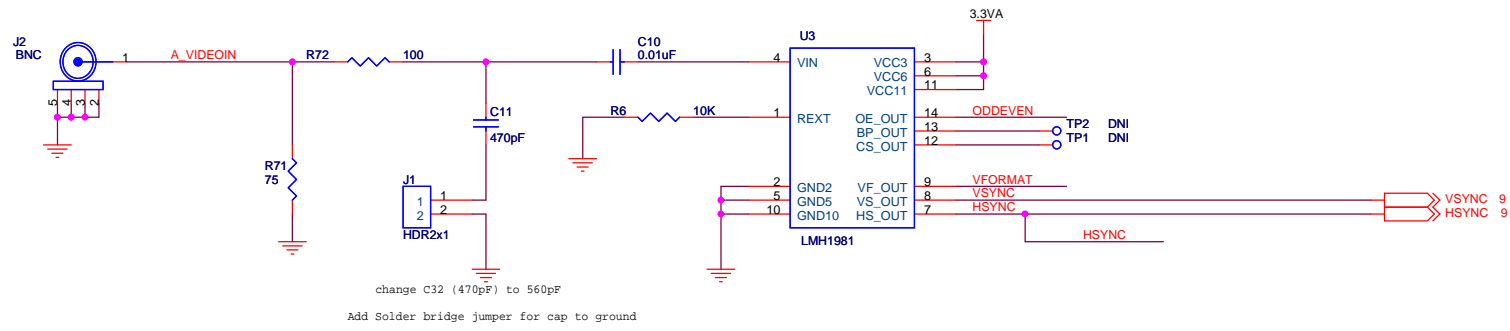 3.3VA
J2
BNC
1
A_VIDEOIN
R72
100
C10
0.01uF
U3
4
VIN
VCC3
3
VCC6
6
VCC11
11
5
4
3
2
C11
470pF
R6
10K
1
REXT
OE_OUT
14
ODDEVEN
BP_OUT
13
TP2
DNI
CS_OUT
12
TP1
DNI
R71
75
J1
1
1
2
2
HDR2x1
2
GND2
5
GND5
10
GND10
VF_OUT
9
VFORMAT
VS_OUT
8
VSYNC
HS_OUT
7
HSYNC
VSYNC 9
HSYNC 9
HSYNC
LMH1981
change C32 (470pF) to 560pF
Add Solder bridge jumper for cap to ground